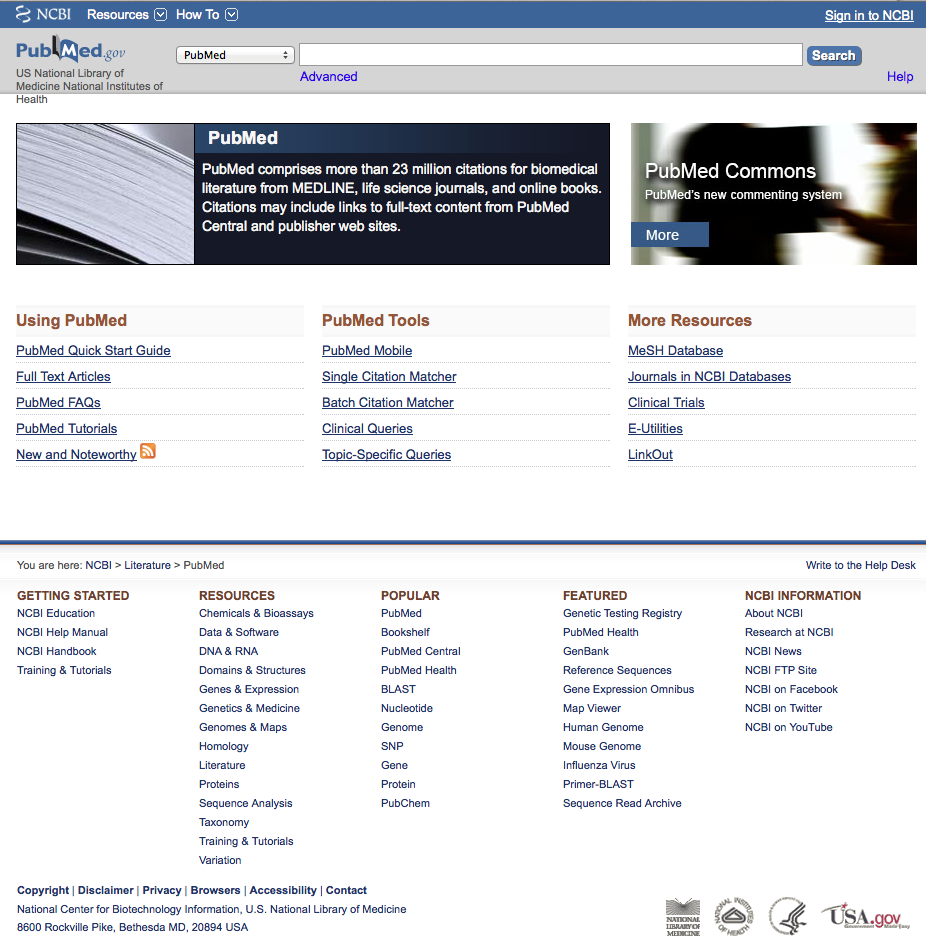 NCBI Resources How To Sign in to NCBI
PubMed.gov
US National Library of
Medicine National Institutes of
Health
PubMed
Search
Advanced
Help
PubMed
PubMed comprises more than 23 million citations for biomedical
literature from MEDLINE, life science journals, and online books.
Citations may include links to full-text content from PubMed
Central and publisher web sites.
PubMed Commons
PubMed's new commenting system
More
Using PubMed
PubMed Quick Start Guide
Full Text Articles
PubMed FAQs
PubMed Tutorials
New and Noteworthy
PubMed Tools
PubMed Mobile
Single Citation Matcher
Batch Citation Matcher
Clinical Queries
Topic-Specific Queries
More Resources
MeSH Database
Journals in NCBI Databases
Clinical Trials
E-Utilities
LinkOut
You are here: NCBI > Literature > PubMed
Write to the Help Desk
GETTING STARTED
NCBI Education
NCBI Help Manual
NCBI Handbook
Training & Tutorials
RESOURCES
Chemicals & Bioassays
Data & Software
DNA & RNA
Domains & Structures
Genes & Expression
Genetics & Medicine
Genomes & Maps
Homology
Literature
Proteins
Sequence Analysis
Taxonomy
Training & Tutorials
Variation
POPULAR
PubMed
Bookshelf
PubMed Central
PubMed Health
BLAST
Nucleotide
Genome
SNP
Gene
Protein
PubChem
FEATURED
Genetic Testing Registry
PubMed Health
GenBank
Reference Sequences
Gene Expression Omnibus
Map Viewer
Human Genome
Mouse Genome
Influenza Virus
Primer-BLAST
Sequence Read Archive
NCBI INFORMATION
About NCBI
Research at NCBI
NCBI News
NCBI FTP Site
NCBI on Facebook
NCBI on Twitter
NCBI on YouTube
Copyright | Disclaimer | Privacy | Browsers | Accessibility | Contact
National Center for Biotechnology Information, U.S. National Library of Medicine
8600 Rockville Pike, Bethesda MD, 20894 USA
NATIONAL
LIBRARY OF
MEDICINE
NATIONAL INSTITUTES
OF HEALTH
USA.gov
Government Made Easy